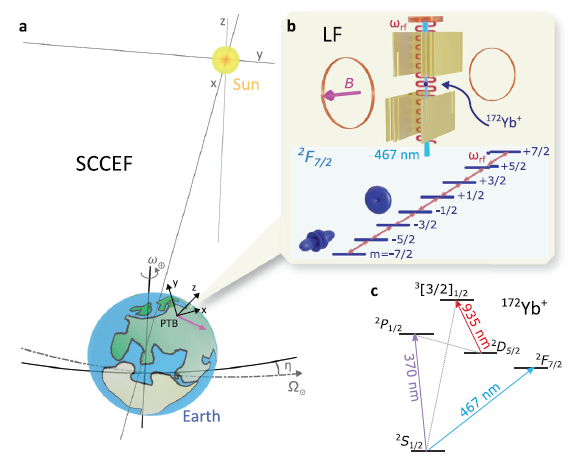 a
z
y
x
Sun
SCCEF
ω⊕
y
z
x
PTB
η
Ω⊙
Earth
b
LF
ωrf
B
¹⁷²Yb⁺
467 nm
²F7/2
ωrf
+7/2
+5/2
+3/2
+1/2
-1/2
-3/2
-5/2
m=-7/2
c
³[3/2]1/2
¹⁷²Yb⁺
²P1/2
935 nm
²D5/2
²F7/2
370 nm
467 nm
²S1/2